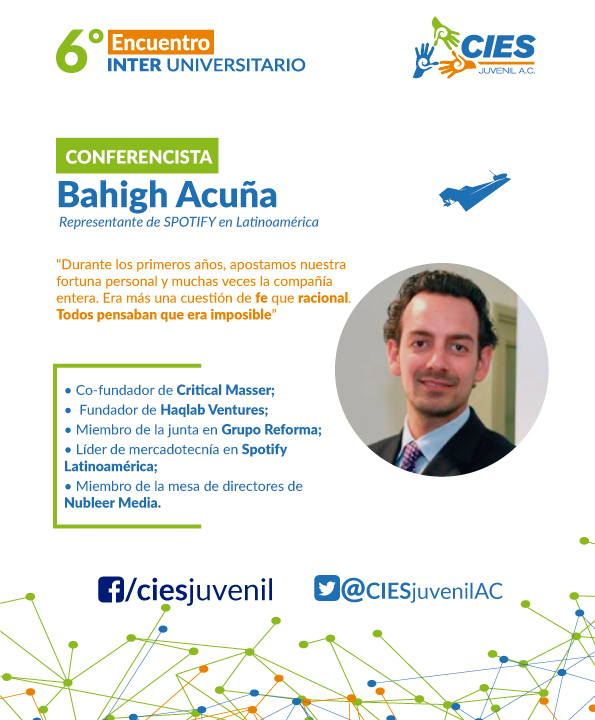 6° Encuentro
INTER UNIVERSITARIO
CIES
JUVENIL A.C.
CONFERENCISTA
Bahigh Acuña
Representante de SPOTIFY en Latinoamérica
“Durante los primeros años, apostamos nuestra
fortuna personal y muchas veces la compañía
entera. Era más una cuestión de fe que racional.
Todos pensaban que era imposible”
• Co-fundador de Critical Masser;
• Fundador de Haqlab Ventures;
• Miembro de la junta en Grupo Reforma;
• Líder de mercadotecnía en Spotify
Latinoamérica;
• Miembro de la mesa de directores de
Nubleer Media.
/ciesjuvenil
@CIESjuvenilAC